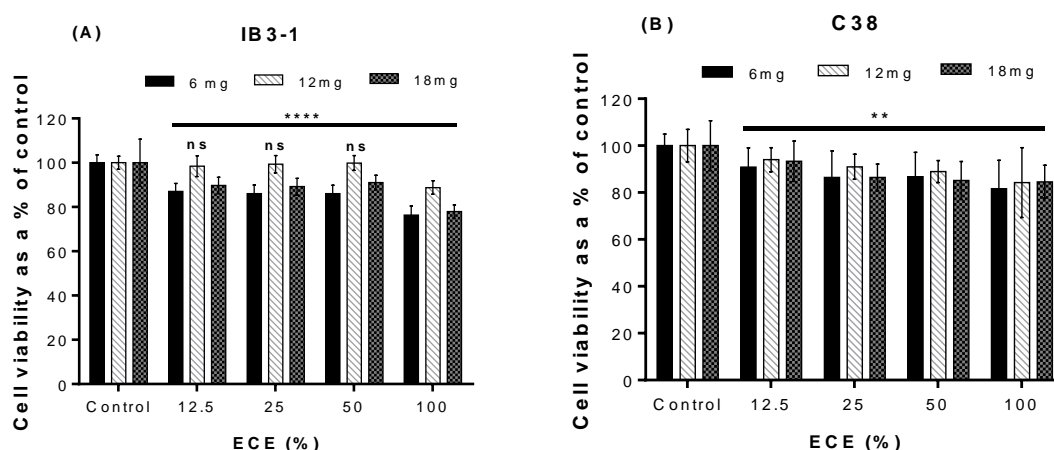 (A)
IB3-1
6 mg
12mg
18mg
****
ns
ns
ns
Cell viability as a % of control
120
100
80
60
40
20
0
Control
12.5
25
50
100
ECE (%)
(B)
C38
6mg
12mg
18mg
**
Cell viability as a % of control
120
100
80
60
40
20
0
Control
12.5
25
50
100
ECE (%)